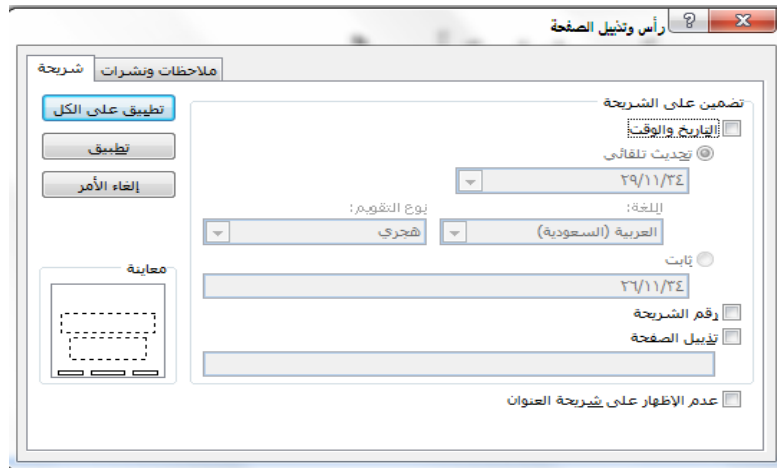 رأس وتذييل الصفحة
شريحة
ملاحظات ونشرات
تضمين على الشريحة
التاريخ والوقت
تحديث تلقائي
٢٩/١١/٣٤
اللغة:
نوع التقويم:
العربية (السعودية)
هجري
ثابت
٢٦/١١/٣٤
رقم الشريحة
تذييل الصفحة
عدم الإظهار على شريحة العنوان
تطبيق على الكل
تطبيق
إلغاء الأمر
معاينة